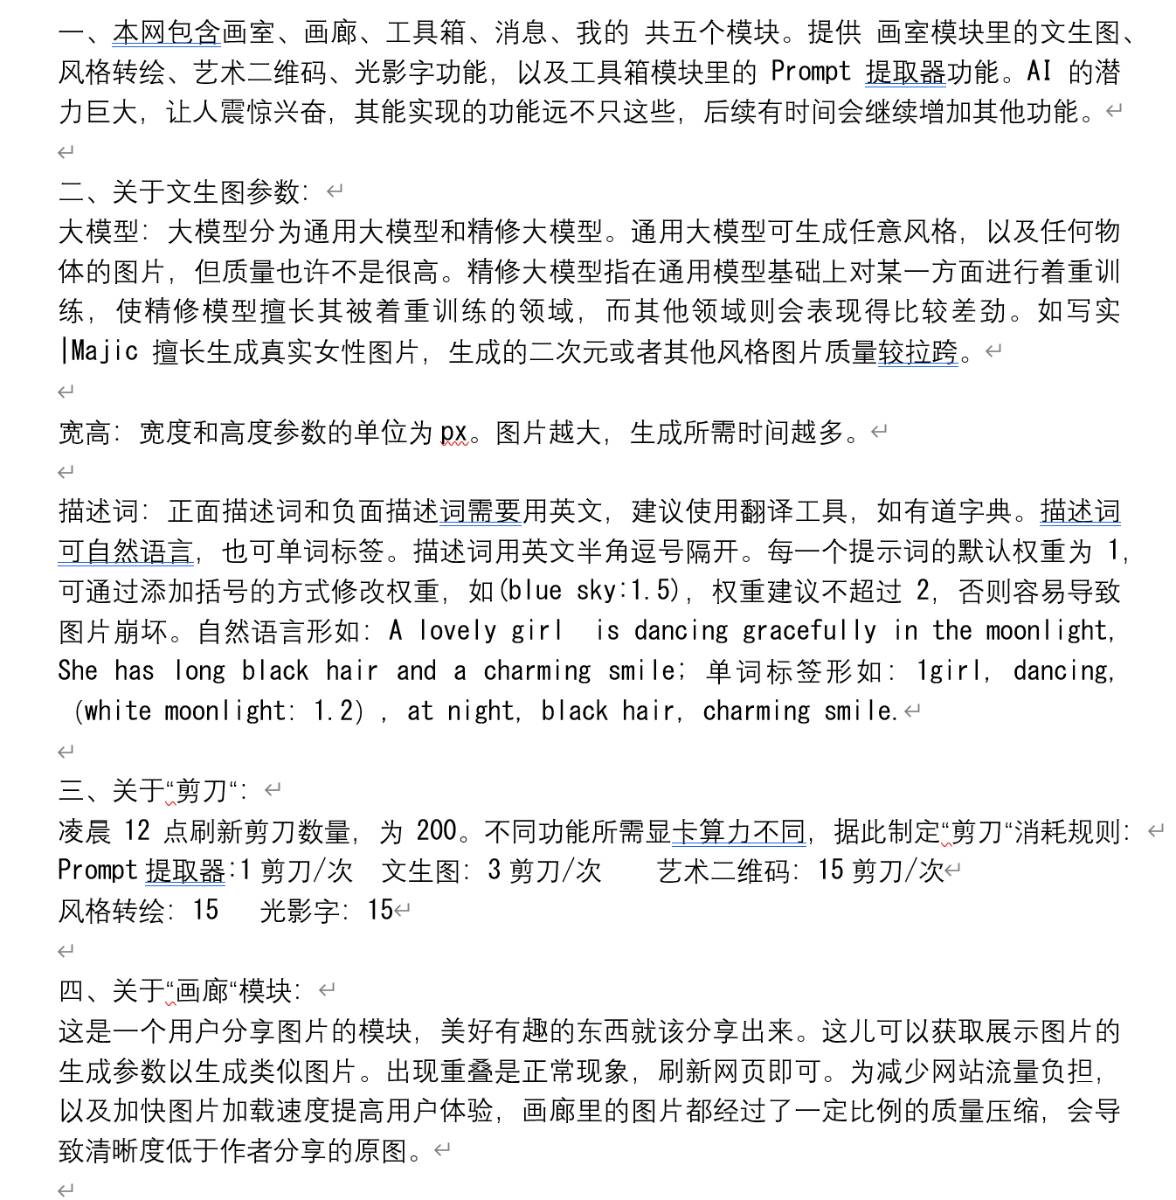 一、本网包含画室、画廊、工具箱、消息、我的 共五个模块。提供 画室模块里的文生图、
风格转绘、艺术二维码、光影字功能，以及工具箱模块里的 Prompt 提取器功能。AI 的潜
力巨大，让人震惊兴奋，其能实现的功能远不只这些，后续有时间会继续增加其他功能。
二、关于文生图参数：
大模型：大模型分为通用大模型和精修大模型。通用大模型可生成任意风格，以及任何物
体的图片，但质量也许不是很高。精修大模型指在通用模型基础上对某一方面进行着重训
练，使精修模型擅长其被着重训练的领域，而其他领域则会表现得比较差劲。如写实
|Majic 擅长生成真实女性图片，生成的二次元或者其他风格图片质量较拉跨。
宽高：宽度和高度参数的单位为 px。图片越大，生成所需时间越多。
描述词：正面描述词和负面描述词需要用英文，建议使用翻译工具，如有道字典。描述词
可自然语言，也可单词标签。描述词用英文半角逗号隔开。每一个提示词的默认权重为 1，
可通过添加括号的方式修改权重，如(blue sky:1.5)，权重建议不超过 2，否则容易导致
图片崩坏。自然语言形如：A lovely girl  is dancing gracefully in the moonlight,
She has long black hair and a charming smile；单词标签形如：1girl, dancing,
（white moonlight: 1.2）, at night, black hair, charming smile.
三、关于“剪刀“：
凌晨 12 点刷新剪刀数量，为 200。不同功能所需显卡算力不同，据此制定“剪刀“消耗规则：
Prompt 提取器:1 剪刀/次  文生图：3 剪刀/次    艺术二维码：15 剪刀/次
风格转绘：15   光影字：15
四、关于“画廊“模块：
这是一个用户分享图片的模块，美好有趣的东西就该分享出来。这儿可以获取展示图片的
生成参数以生成类似图片。出现重叠是正常现象，刷新网页即可。为减少网站流量负担，
以及加快图片加载速度提高用户体验，画廊里的图片都经过了一定比例的质量压缩，会导
致清晰度低于作者分享的原图。